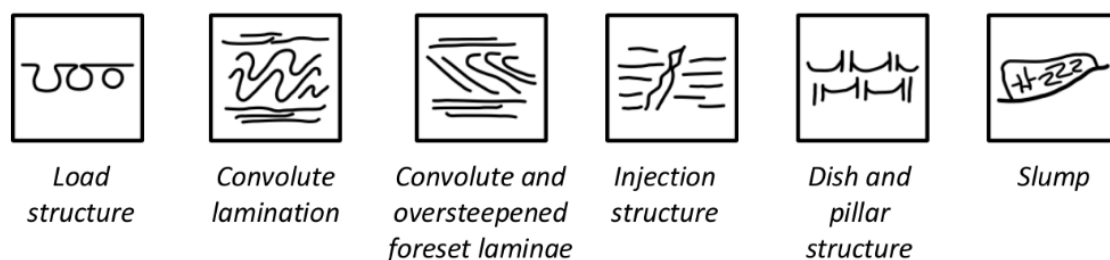 Load
structure
Convolute
lamination
Convolute and
oversteepened
foreset laminae
Injection
structure
Dish and
pillar
structure
Slump